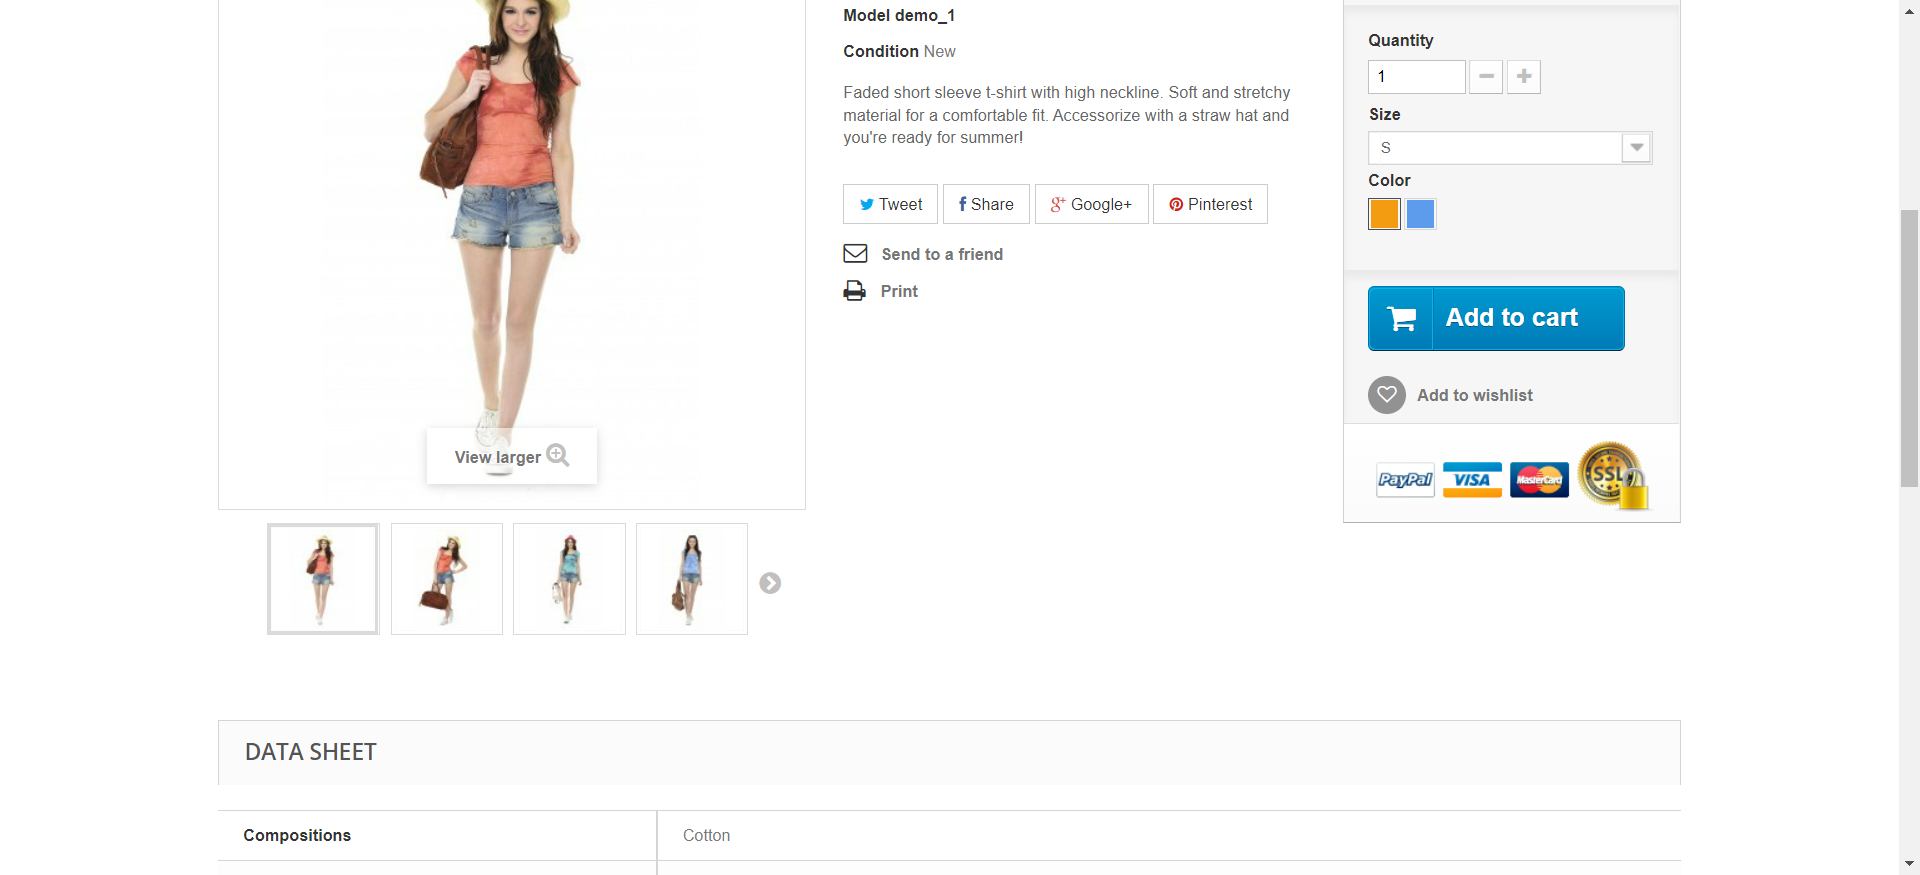 Model demo_1
Condition New
Faded short sleeve t-shirt with high neckline. Soft and stretchy
material for a comfortable fit. Accessorize with a straw hat and
you're ready for summer!
Tweet
Share
Google+
Pinterest
Send to a friend
Print
View larger
Quantity
1
Size
S
Color
Add to cart
Add to wishlist
PayPal
VISA
MasterCard
SSL
DATA SHEET
Compositions
Cotton